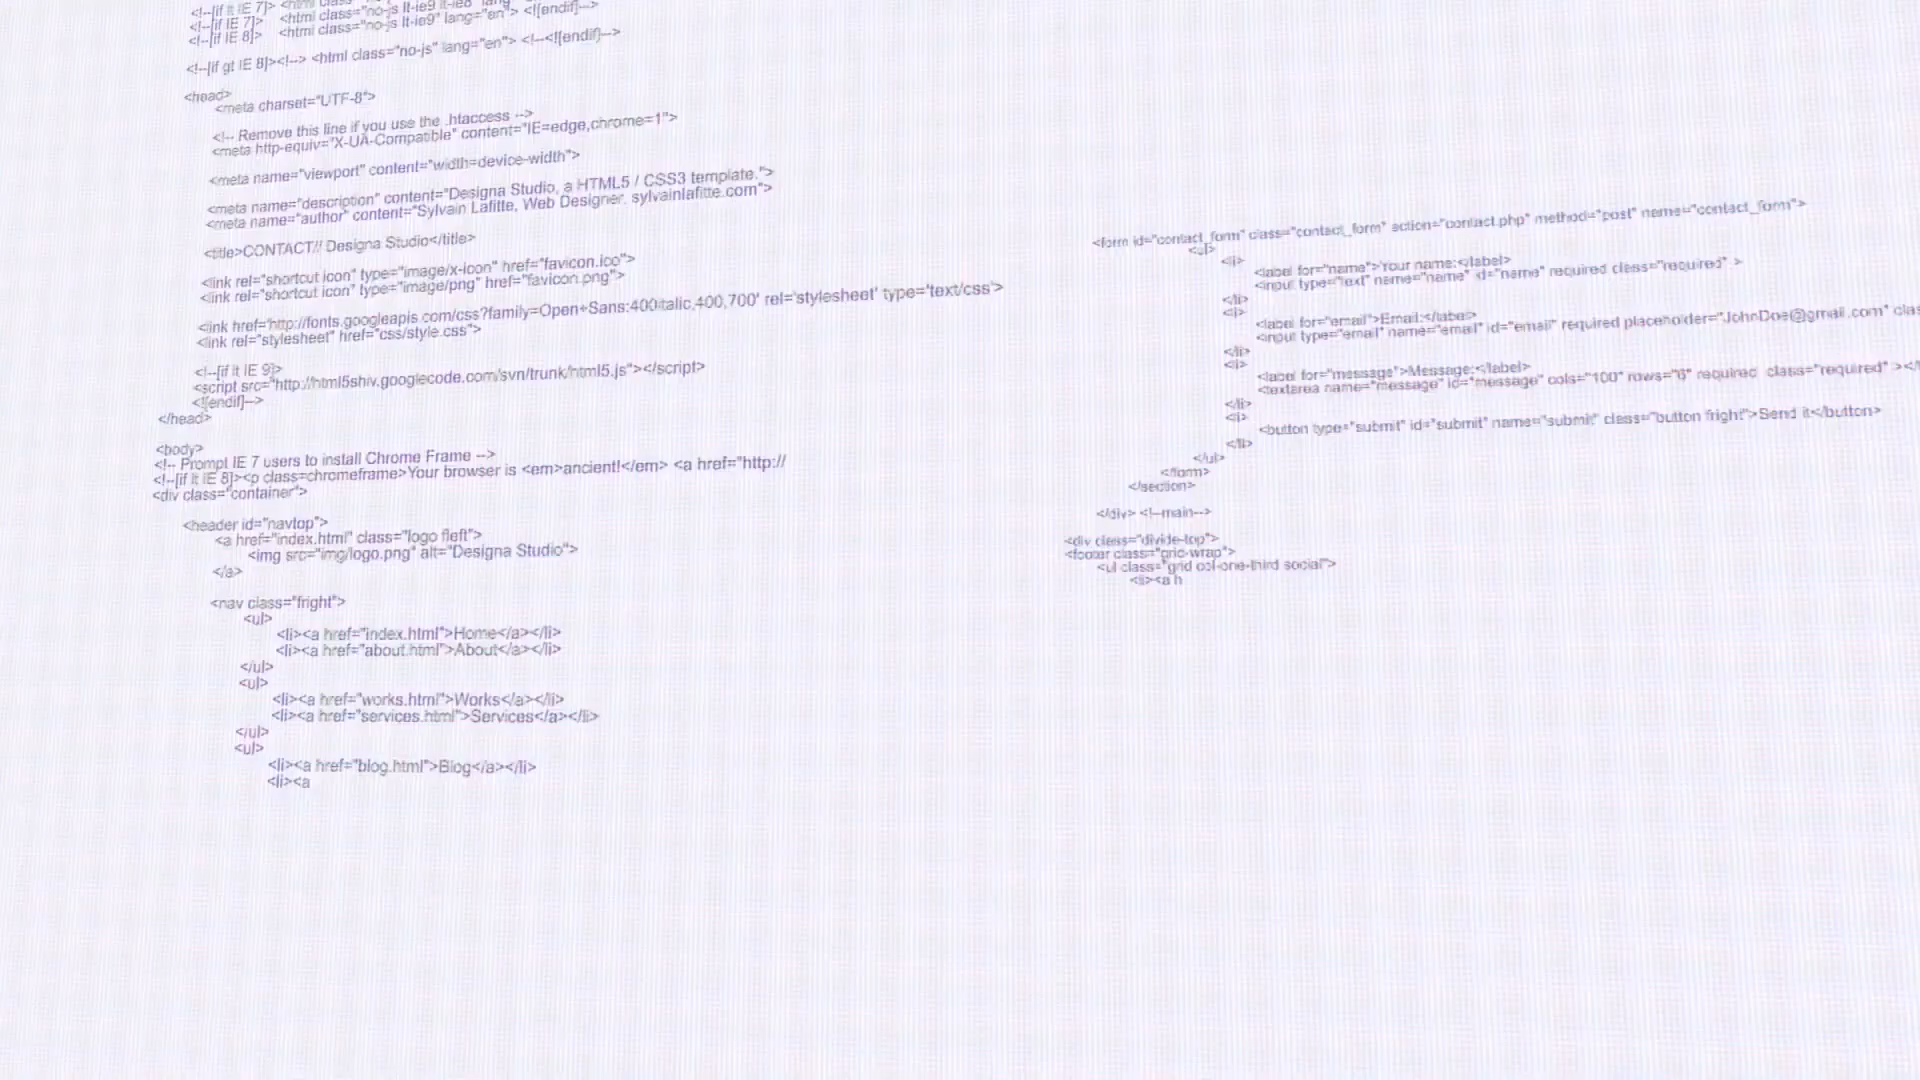 <!--[if lt IE 7]> <html class="no-js lt-ie9 lt-ie8
<!--[if IE 7]> <html class="no-js lt-ie9 lt-ie8" lang=
<!--[if IE 8]> <html class="no-js lt-ie9" lang="en"> <![endif]-->
<!--[if gt IE 8]><!--> <html class="no-js" lang="en"> <!--<![endif]-->
<head>
<meta charset="UTF-8">
<!-- Remove this line if you use the .htaccess -->
<meta http-equiv="X-UA-Compatible" content="IE=edge,chrome=1">
<meta name="viewport" content="width=device-width">
<meta name="description" content="Designa Studio, a HTML5 / CSS3 template.">
<meta name="author" content="Sylvain Lafitte, Web Designer, sylvainlafitte.com">
<title>CONTACT// Designa Studio</title>
<link rel="shortcut icon" type="image/x-icon" href="favicon.ico">
<link rel="shortcut icon" type="image/png" href="favicon.png">
<link href='http://fonts.googleapis.com/css?family=Open+Sans:400italic,400,700' rel='stylesheet' type='text/css'>
<link rel="stylesheet" href="css/style.css">
<!--[if lt IE 9]>
<script src="http://html5shiv.googlecode.com/svn/trunk/html5.js"></script>
<![endif]-->
</head>
<body>
<!-- Prompt IE 7 users to install Chrome Frame -->
<!--[if lt IE 8]><p class=chromeframe>Your browser is <em>ancient!</em> <a href="http://
<div class="container">
<header id="navtop">
<a href="index.html" class="logo fleft">
<img src="img/logo.png" alt="Designa Studio">
</a>
<nav class="fright">
<ul>
<li><a href="index.html">Home</a></li>
<li><a href="about.html">About</a></li>
</ul>
<ul>
<li><a href="works.html">Works</a></li>
<li><a href="services.html">Services</a></li>
</ul>
<ul>
<li><a href="blog.html">Blog</a></li>
<li><a
<form id="contact_form" class="contact_form" action="contact.php" method="post" name="contact_form">
<ul>
<li>
<label for="name">Your name:</label>
<input type="text" name="name" id="name" required class="required" >
</li>
<li>
<label for="email">Email:</label>
<input type="email" name="email" id="email" required placeholder="JohnDoe@gmail.com" clas
</li>
<li>
<label for="message">Message:</label>
<textarea name="message" id="message" cols="100" rows="6" required class="required" ></
</li>
<li>
<button type="submit" id="submit" name="submit" class="button fright">Send it</button>
</li>
</ul>
</form>
</section>
</div> <!--main-->
<div class="divide-top">
<footer class="grid-wrap">
<ul class="grid col-one-third social">
<li><a h